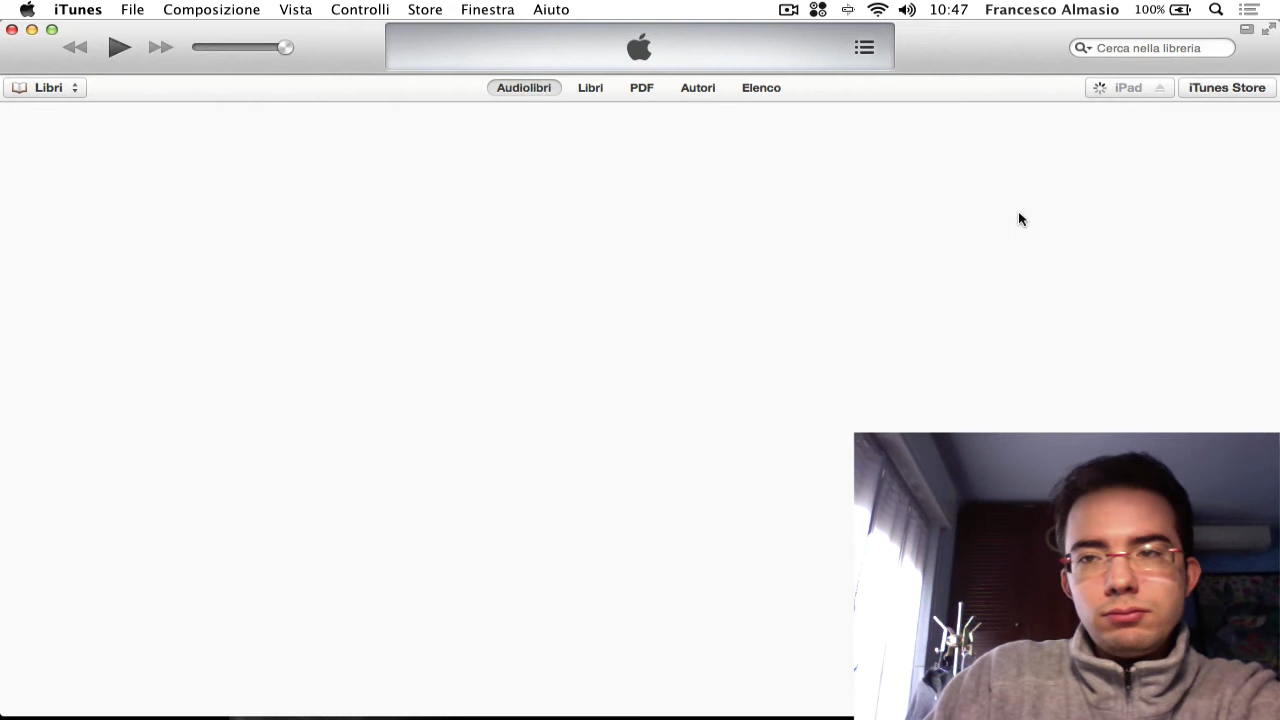 iTunes File Composizione Vista Controlli Store Finestra Aiuto 10:47 Francesco Almasio 100%
Cerca nella libreria
Libri Audiolibri Libri PDF Autori Elenco iPad iTunes Store